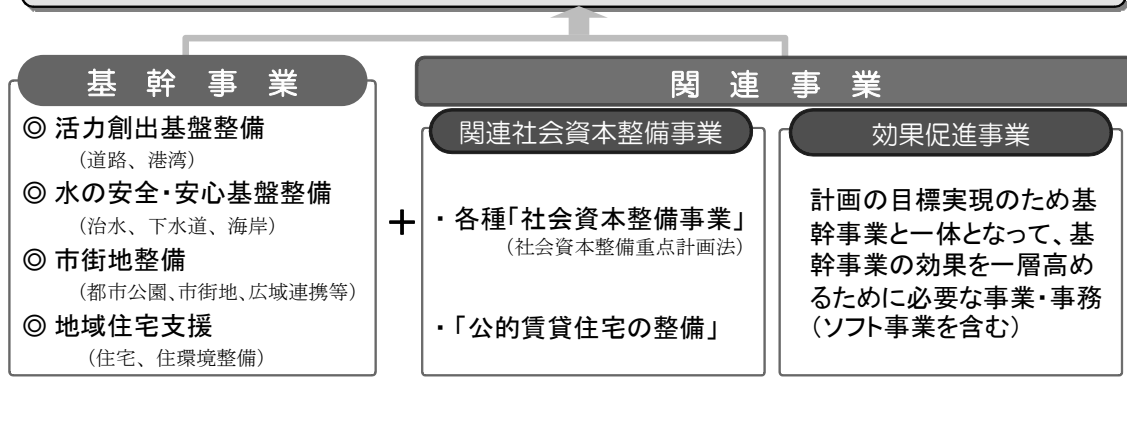 基幹事業
◎ 活力創出基盤整備
(道路、港湾)
◎ 水の安全・安心基盤整備
(治水、下水道、海岸)
◎ 市街地整備
(都市公園、市街地、広域連携等)
◎ 地域住宅支援
(住宅、住環境整備)
+
関連事業
関連社会資本整備事業
・各種「社会資本整備事業」
(社会資本整備重点計画法)
・「公的賃貸住宅の整備」
効果促進事業
計画の目標実現のため基
幹事業と一体となって、基
幹事業の効果を一層高め
るために必要な事業・事務
(ソフト事業を含む)